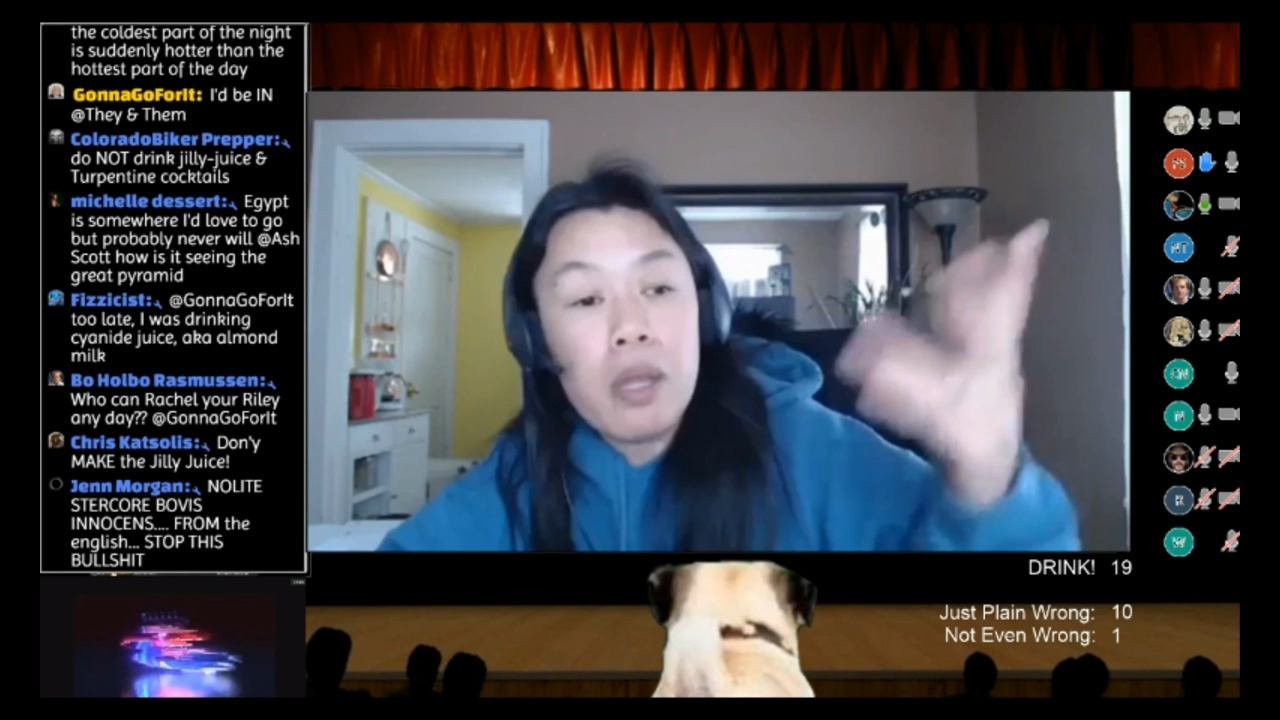 the coldest part of the night
is suddenly hotter than the
hottest part of the day
GonnaGoForIt: I'd be IN
@They & Them
ColoradoBiker Prepper:
do NOT drink jilly-juice &
Turpentine cocktails
michelle dessert: Egypt
is somewhere I'd love to go
but probably never will @Ash
Scott how is it seeing the
great pyramid
Fizzicist: @GonnaGoForIt
too late, I was drinking
cyanide juice, aka almond
milk
Bo Holbo Rasmussen:
Who can Rachel your Riley
any day?? @GonnaGoForIt
Chris Katsolis: Don'y
MAKE the Jilly Juice!
Jenn Morgan: NOLITE
STERCORE BOVIS
INNOCENS.... FROM the
english... STOP THIS
BULLSHIT
DRINK! 19
Just Plain Wrong: 10
Not Even Wrong: 1